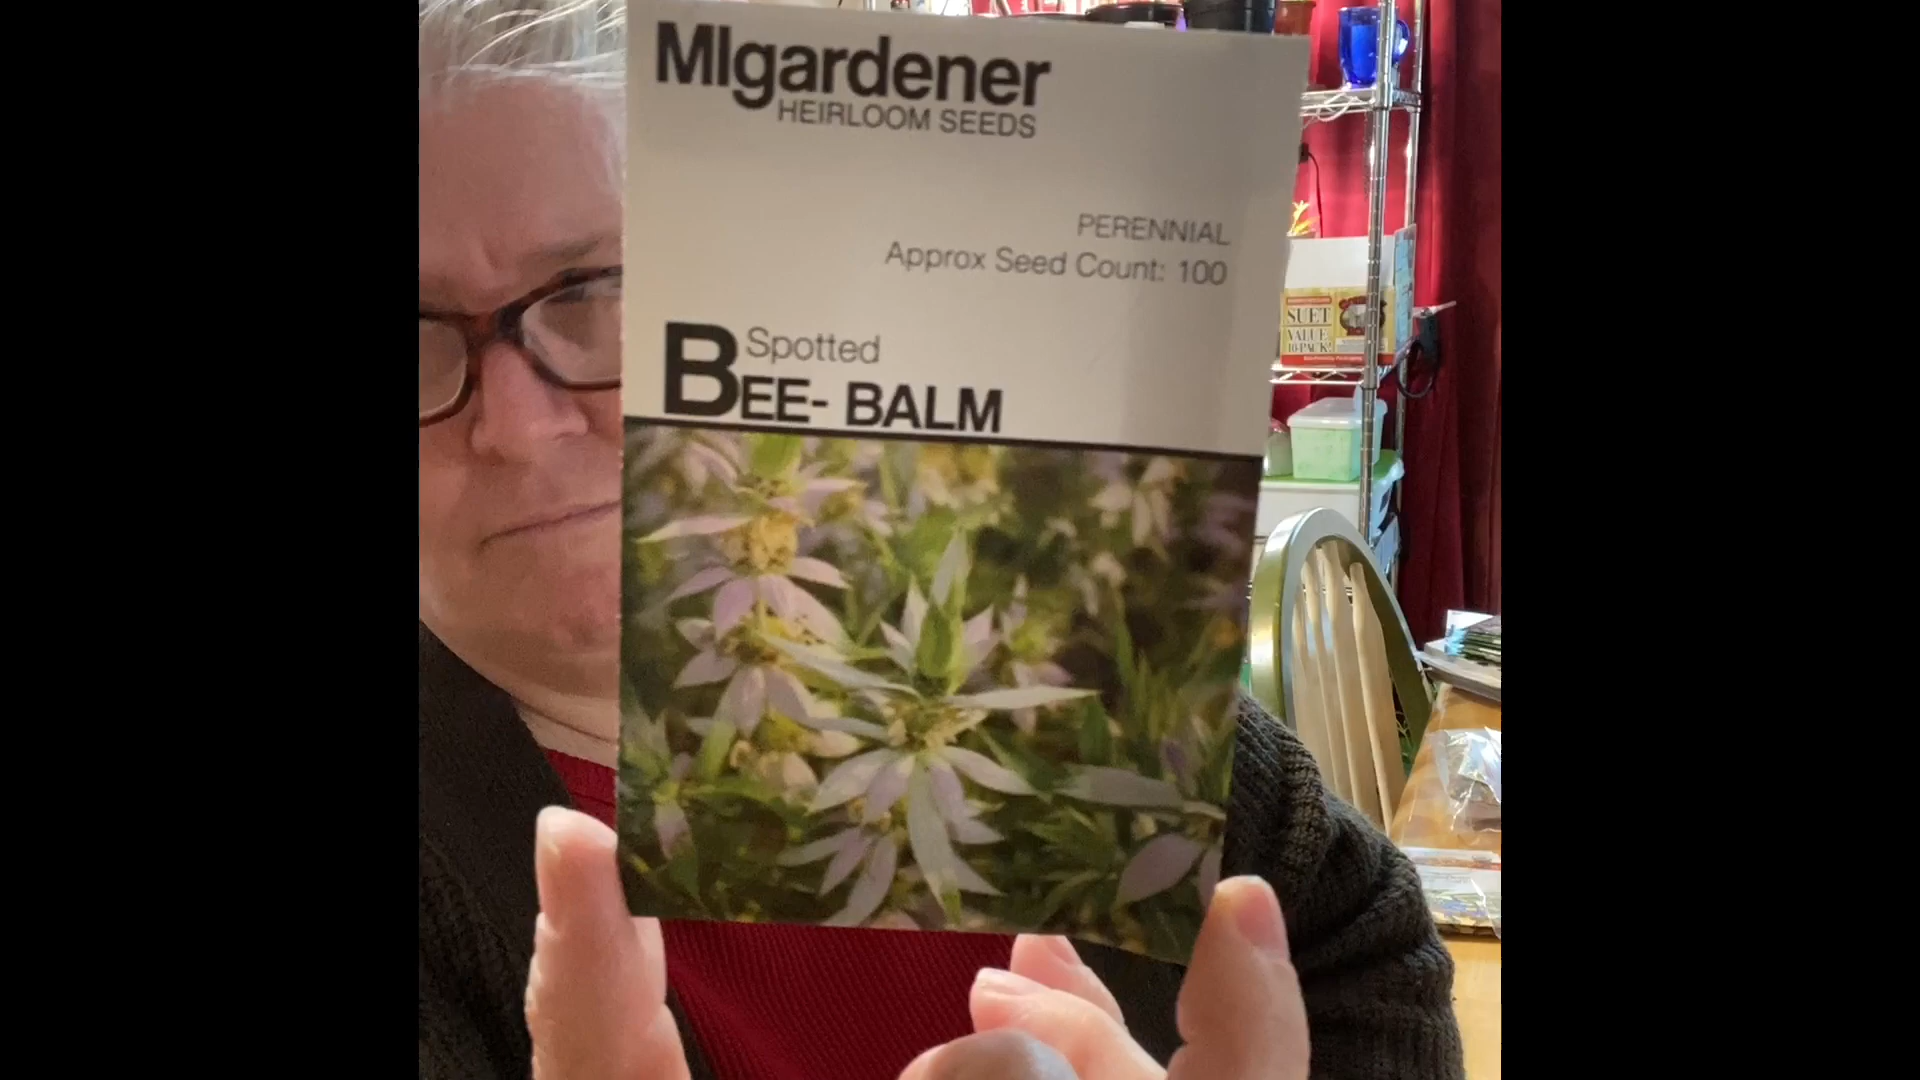 MIgardener
HEIRLOOM SEEDS
PERENNIAL
Approx Seed Count: 100
Spotted
BEE- BALM
SUET
VALUE
10-PACK!